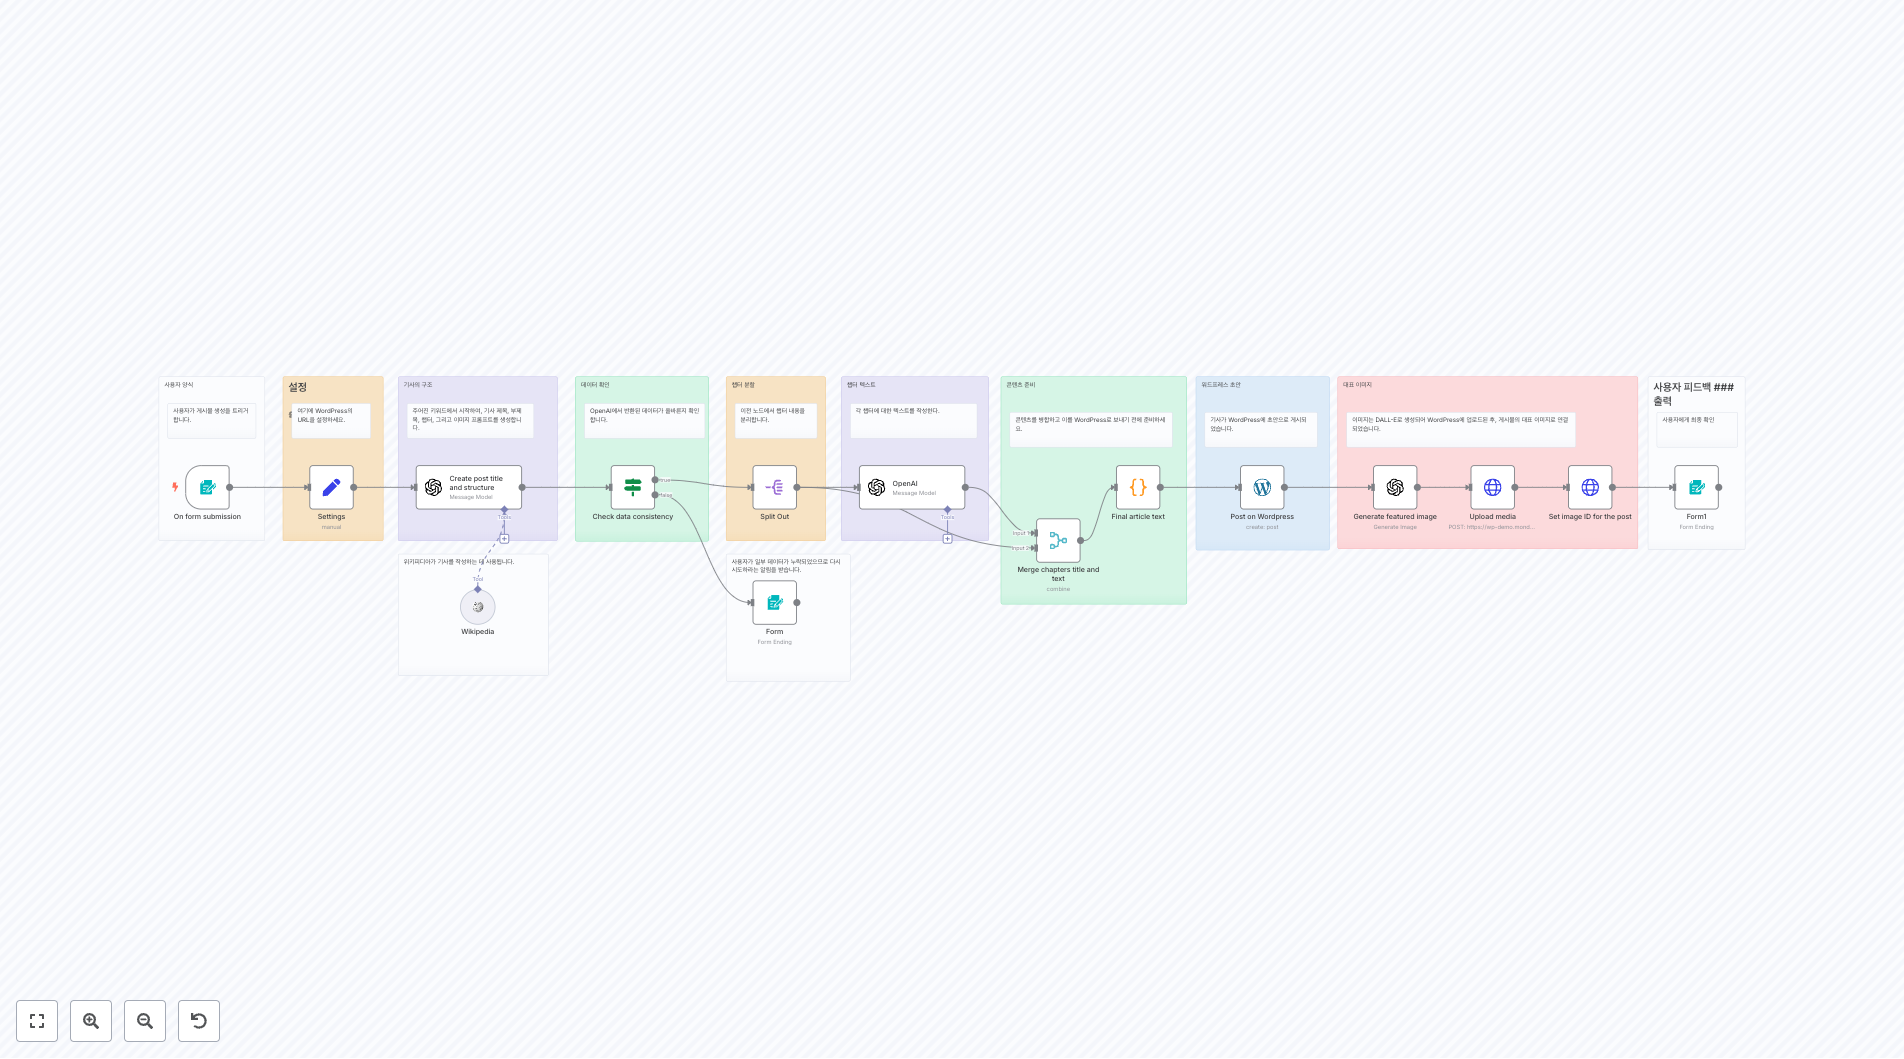 사용자 양식
사용자가 게시물 생성을 트리거
합니다.
On form submission
설정
여기에 WordPress의
URL을 설정하세요.
Settings
manual
기사의 구조
주어진 키워드에서 시작하여, 기사 제목, 부제
목, 챕터, 그리고 이미지 프롬프트를 생성합니
다.
Create post title
and structure
Message Model
Tools
위키피디아가 기사를 작성하는 데 사용됩니다.
Tool
Wikipedia
데이터 확인
OpenAI에서 반환된 데이터가 올바른지 확인
합니다.
true
false
Check data consistency
챕터 분할
이전 노드에서 챕터 내용을
분리합니다.
Split Out
사용자가 일부 데이터가 누락되었으므로 다시
시도하라는 알림을 받습니다.
Form
Form Ending
챕터 텍스트
각 챕터에 대한 텍스트를 작성한다.
OpenAI
Message Model
Tools
콘텐츠 준비
콘텐츠를 병합하고 이를 WordPress로 보내기 전에 준비하세
요.
Input 1
Input 2
Merge chapters title and
text
combine
Final article text
워드프레스 초안
기사가 WordPress에 초안으로 게시되
었습니다.
Post on Wordpress
create: post
대표 이미지
이미지는 DALL-E로 생성되어 WordPress에 업로드된 후, 게시물의 대표 이미지로 연결
되었습니다.
Generate featured image
Generate Image
Upload media
POST: https://wp-demo.mond...
Set image ID for the post
사용자 피드백 ###
출력
사용자에게 최종 확인
Form1
Form Ending